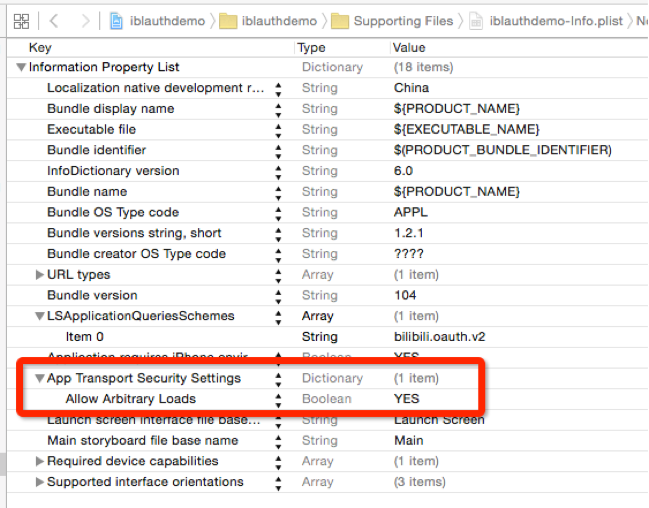 iblauthdemo iblauthdemo Supporting Files iblauthdemo-Info.plist No
Key Type Value
Information Property List Dictionary (18 items)
Localization native development r... String China
Bundle display name String ${PRODUCT_NAME}
Executable file String ${EXECUTABLE_NAME}
Bundle identifier String $(PRODUCT_BUNDLE_IDENTIFIER)
InfoDictionary version String 6.0
Bundle name String ${PRODUCT_NAME}
Bundle OS Type code String APPL
Bundle versions string, short String 1.2.1
Bundle creator OS Type code String ????
URL types Array (1 item)
Bundle version String 104
LSApplicationQueriesSchemes Array (1 item)
Item 0 String bilibili.oauth.v2
Application requires iPhone envir... Boolean YES
App Transport Security Settings Dictionary (1 item)
Allow Arbitrary Loads Boolean YES
Launch screen interface file base... String Launch Screen
Main storyboard file base name String Main
Required device capabilities Array (1 item)
Supported interface orientations Array (3 items)